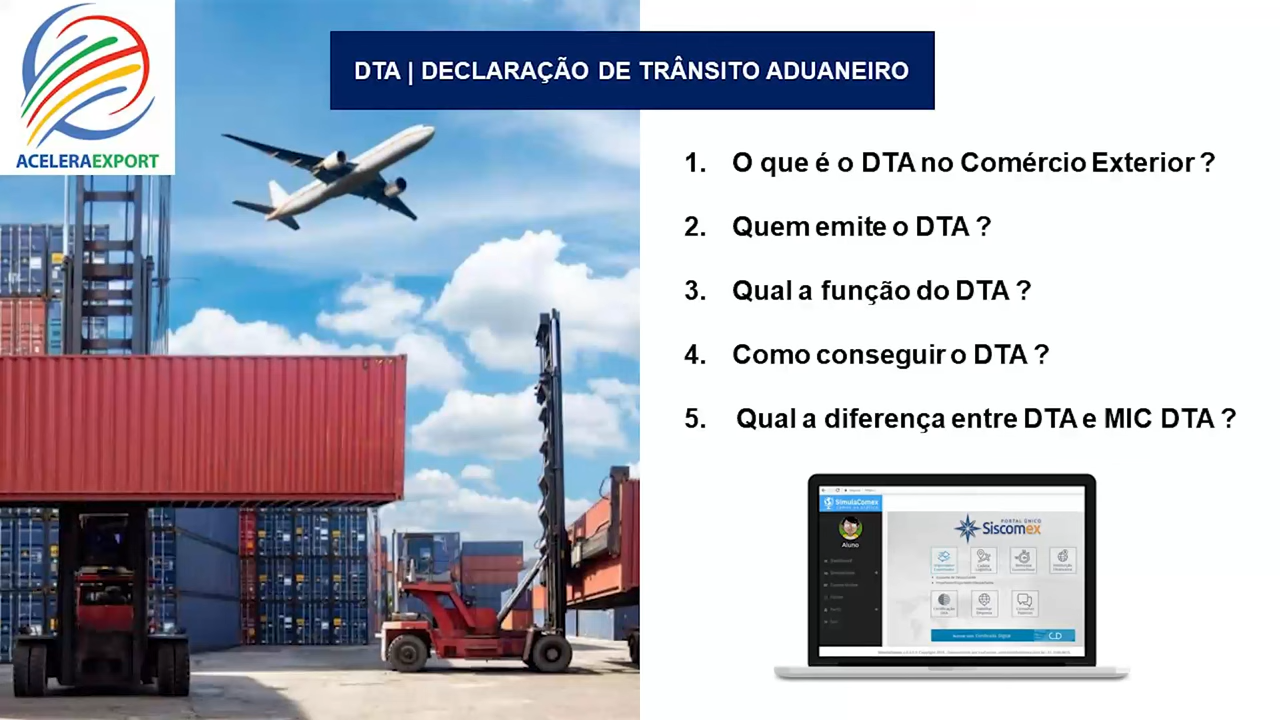 ACELERAEXPORT
DTA | DECLARAÇÃO DE TRÂNSITO ADUANEIRO
1. O que é o DTA no Comércio Exterior ?
2. Quem emite o DTA ?
3. Qual a função do DTA ?
4. Como conseguir o DTA ?
5. Qual a diferença entre DTA e MIC DTA ?
SimulaComex
PORTAL ÚNICO
Siscomex
Aluno